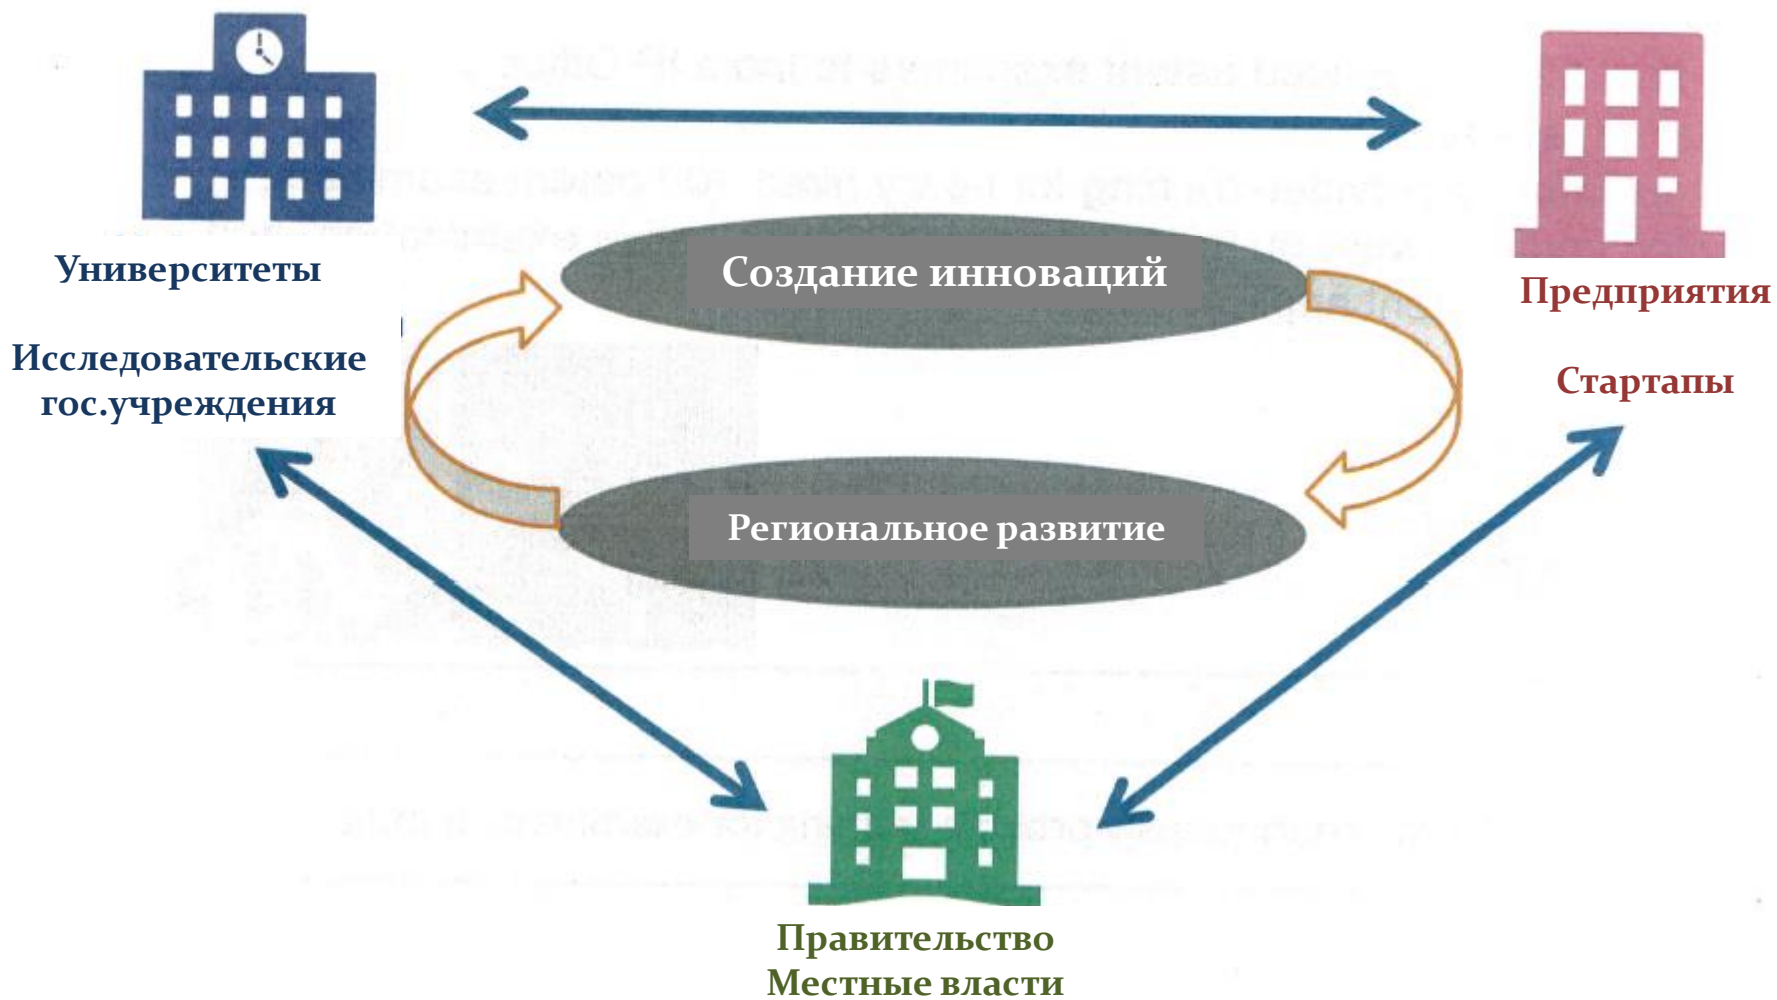 Университеты
Исследовательские
гос.учреждения
Создание инноваций
Предприятия
Стартапы
Региональное развитие
Правительство
Местные власти